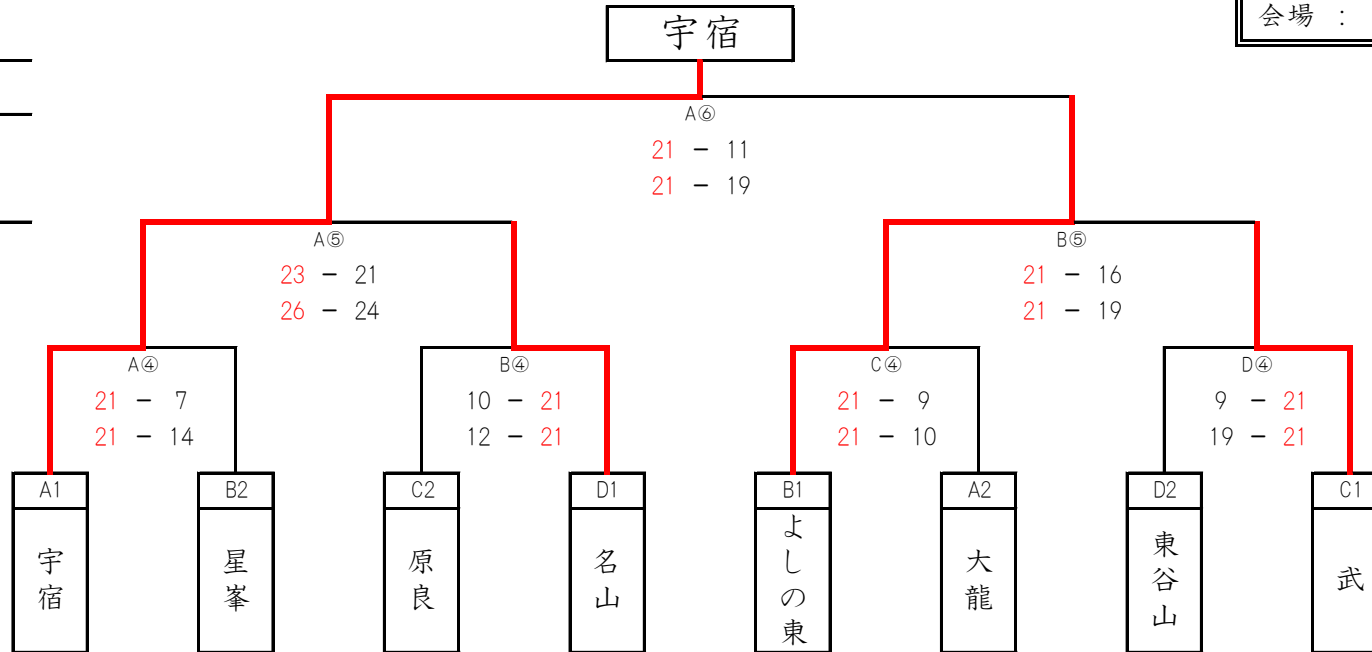 会場 :
宇宿
A⑥
21 - 11
21 - 19
A⑤
23 - 21
26 - 24
B⑤
21 - 16
21 - 19
A④
21 - 7
21 - 14
B④
10 - 21
12 - 21
C④
21 - 9
21 - 10
D④
9 - 21
19 - 21
A1
宇宿
B2
星峯
C2
原良
D1
名山
B1
よしの東
A2
大龍
D2
東谷山
C1
武